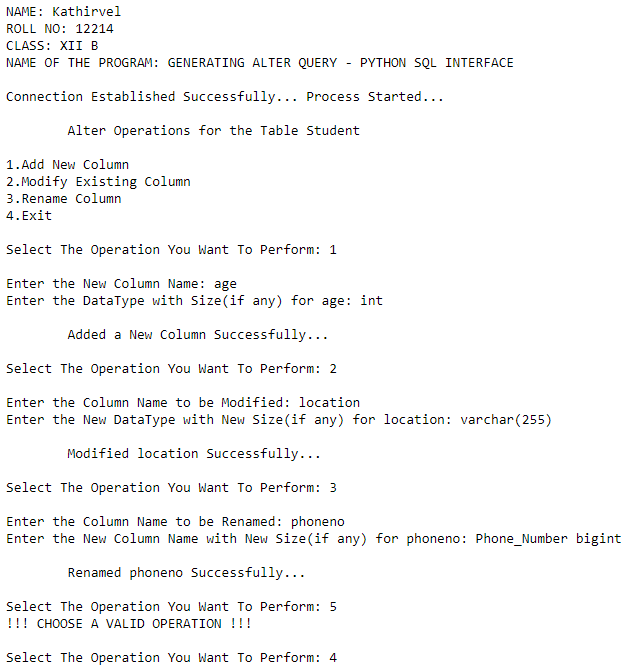 NAME: Kathirvel
ROLL NO: 12214
CLASS: XII B
NAME OF THE PROGRAM: GENERATING ALTER QUERY - PYTHON SQL INTERFACE
Connection Established Successfully... Process Started...
Alter Operations for the Table Student
1.Add New Column
2.Modify Existing Column
3.Rename Column
4.Exit
Select The Operation You Want To Perform: 1
Enter the New Column Name: age
Enter the DataType with Size(if any) for age: int
Added a New Column Successfully...
Select The Operation You Want To Perform: 2
Enter the Column Name to be Modified: location
Enter the New DataType with New Size(if any) for location: varchar(255)
Modified location Successfully...
Select The Operation You Want To Perform: 3
Enter the Column Name to be Renamed: phoneno
Enter the New Column Name with New Size(if any) for phoneno: Phone_Number bigint
Renamed phoneno Successfully...
Select The Operation You Want To Perform: 5
!!! CHOOSE A VALID OPERATION !!!
Select The Operation You Want To Perform: 4